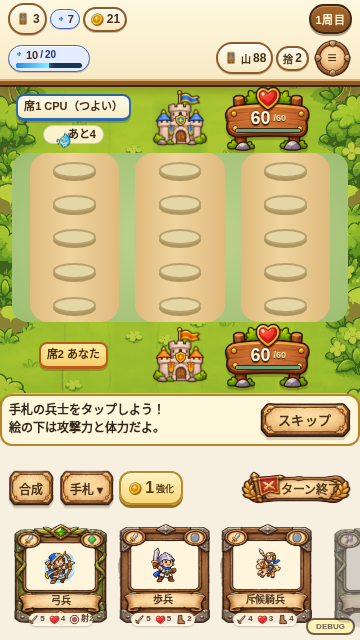 3
7
21
1周目
10/20
山88
捨2
席1 CPU（つよい）
あと4
60/60
席2 あなた
60/60
手札の兵士をタップしよう！
絵の下は攻撃力と体力だよ。
スキップ
合成
手札▼
1強化
ターン終了
弓兵
歩兵
斥候騎兵
5 4 射
5 5 2
4 3 4
DEBUG